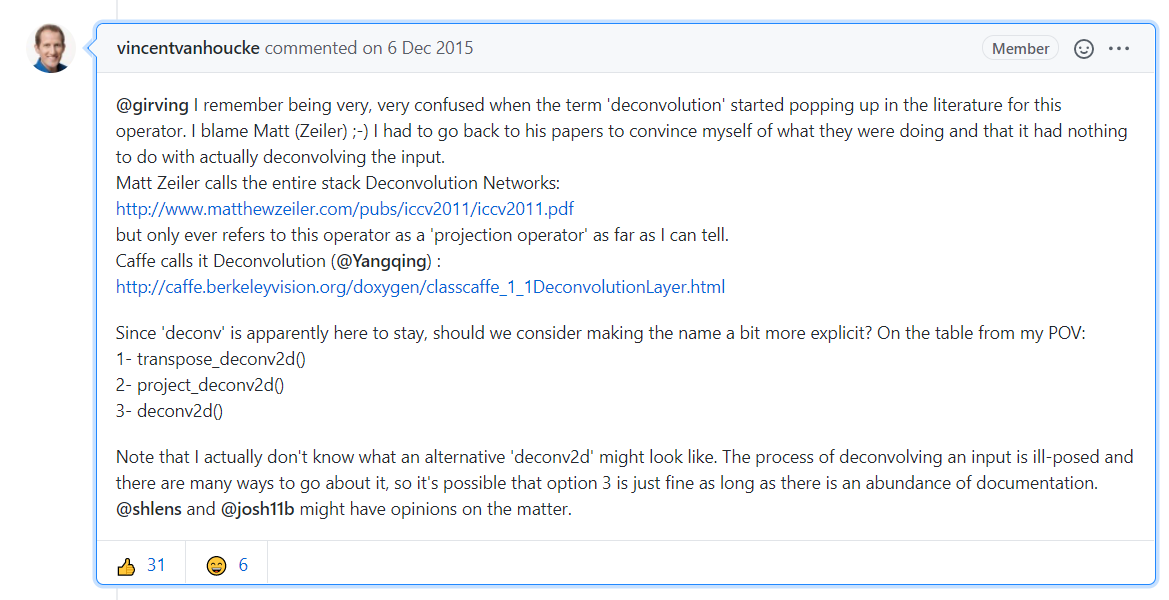 vincentvanhoucke commented on 6 Dec 2015
Member
@girving I remember being very, very confused when the term 'deconvolution' started popping up in the literature for this
operator. I blame Matt (Zeiler) ;-) I had to go back to his papers to convince myself of what they were doing and that it had nothing
to do with actually deconvolving the input.
Matt Zeiler calls the entire stack Deconvolution Networks:
http://www.matthewzeiler.com/pubs/iccv2011/iccv2011.pdf
but only ever refers to this operator as a 'projection operator' as far as I can tell.
Caffe calls it Deconvolution (@Yangqing) :
http://caffe.berkeleyvision.org/doxygen/classcaffe_1_1DeconvolutionLayer.html
Since 'deconv' is apparently here to stay, should we consider making the name a bit more explicit? On the table from my POV:
1- transpose_deconv2d()
2- project_deconv2d()
3- deconv2d()
Note that I actually don't know what an alternative 'deconv2d' might look like. The process of deconvolving an input is ill-posed and
there are many ways to go about it, so it's possible that option 3 is just fine as long as there is an abundance of documentation.
@shlens and @josh11b might have opinions on the matter.
31
6